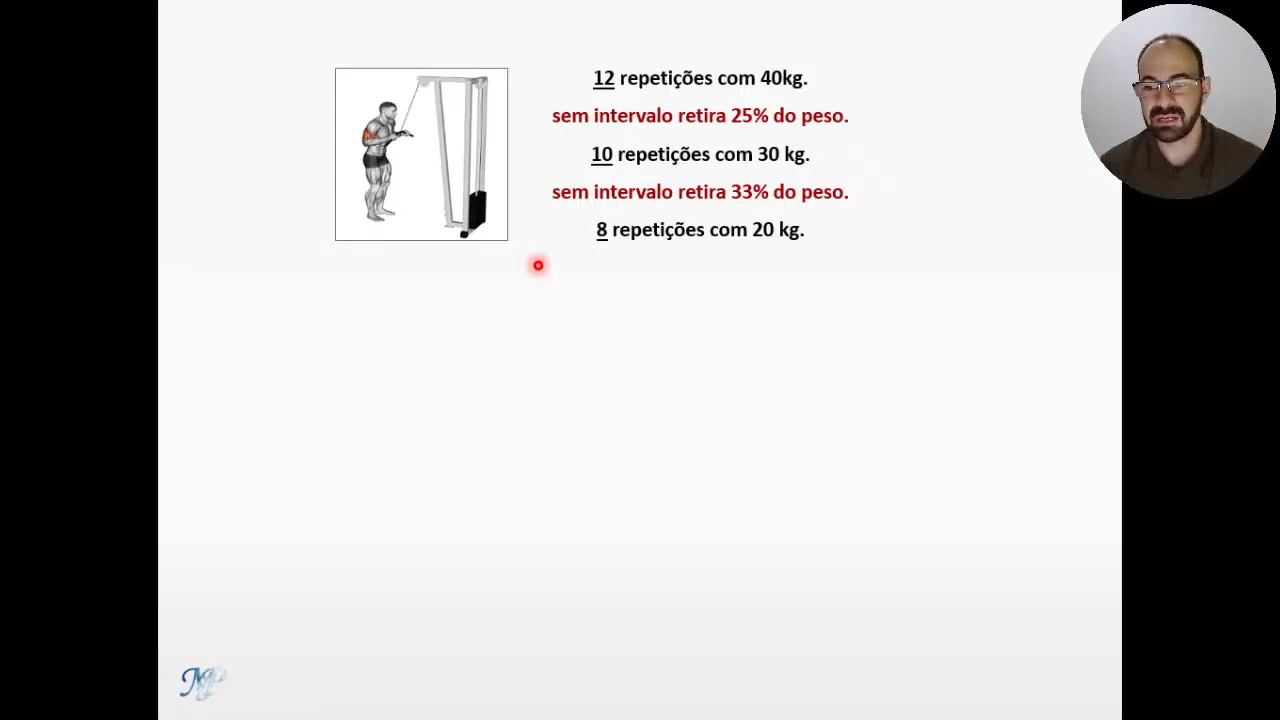 12 repetições com 40kg.
sem intervalo retira 25% do peso.
10 repetições com 30 kg.
sem intervalo retira 33% do peso.
8 repetições com 20 kg.